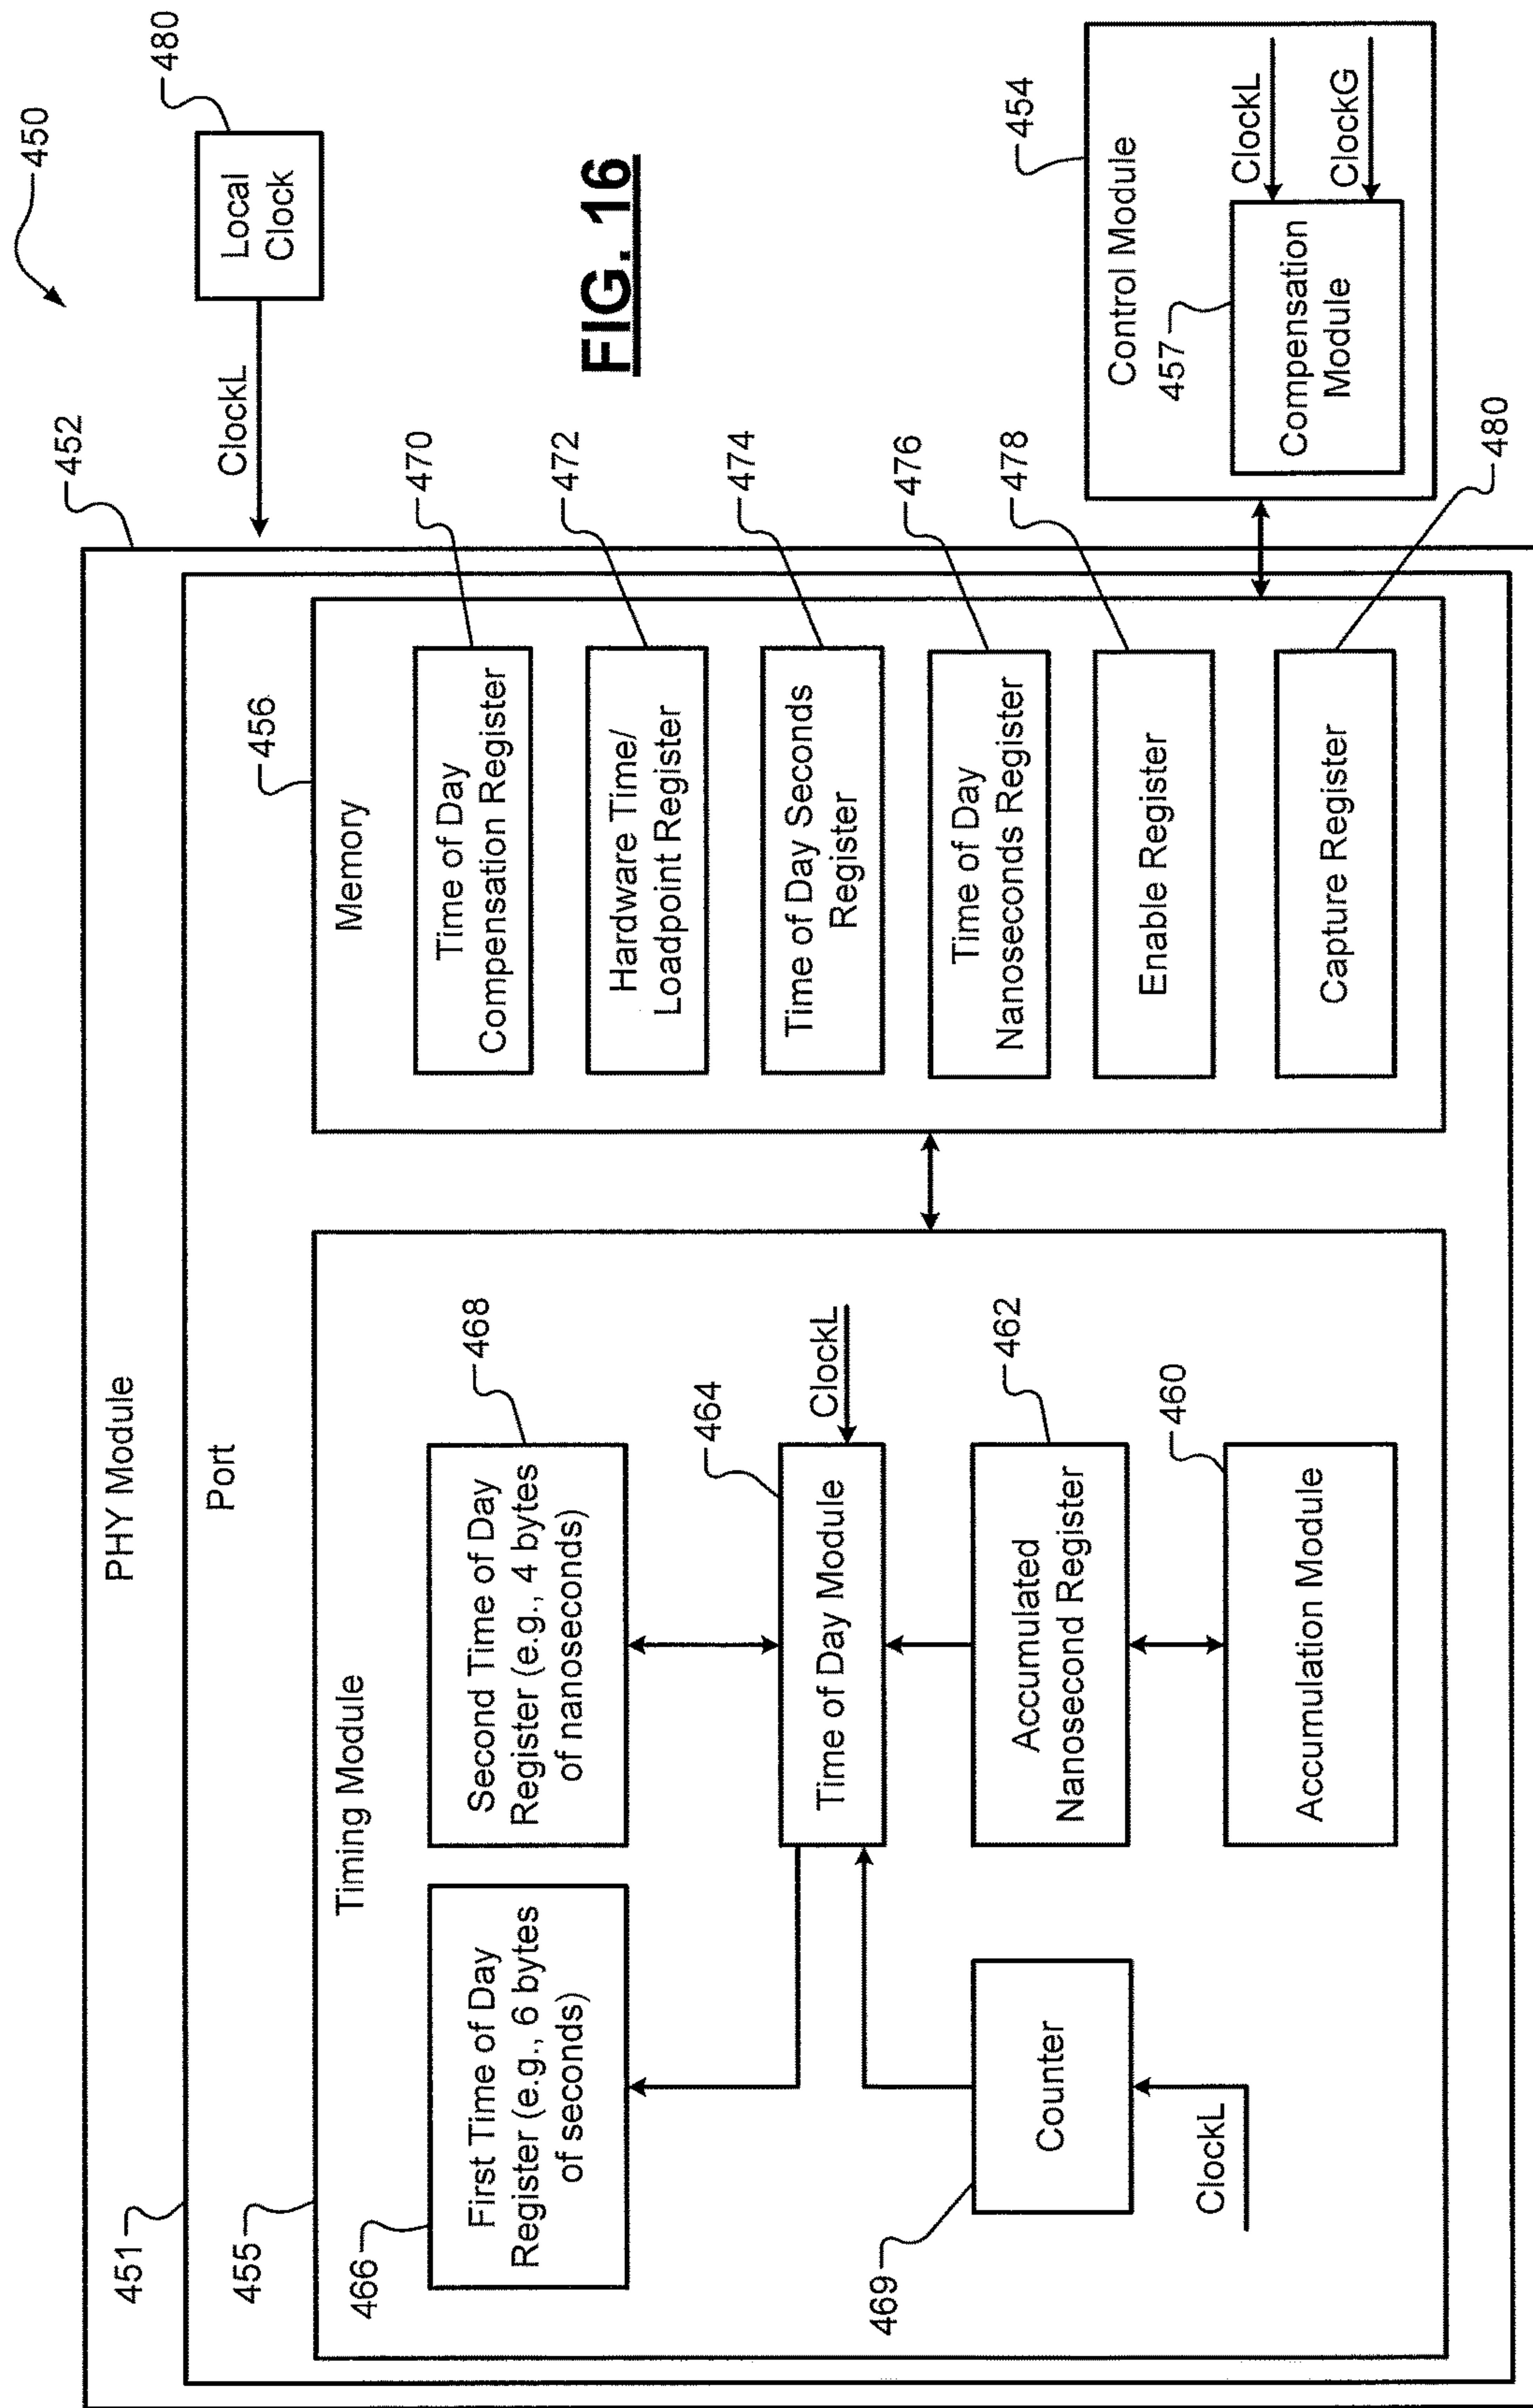 450
480
Local
Clock
ClockL
452
PHY Module
451
Port
456
Memory
470
Time of Day
Compensation Register
472
Hardware Time/
Loadpoint Register
474
Time of Day Seconds
Register
476
Time of Day
Nanoseconds Register
478
Enable Register
480
Capture Register
455
Timing Module
466
First Time of Day
Register (e.g., 6 bytes
of seconds)
468
Second Time of Day
Register (e.g., 4 bytes
of nanoseconds)
464
Time of Day Module
ClockL
462
Accumulated
Nanosecond Register
460
Accumulation Module
469
Counter
ClockL
454
Control Module
457
Compensation
Module
ClockL
ClockG
FIG. 16